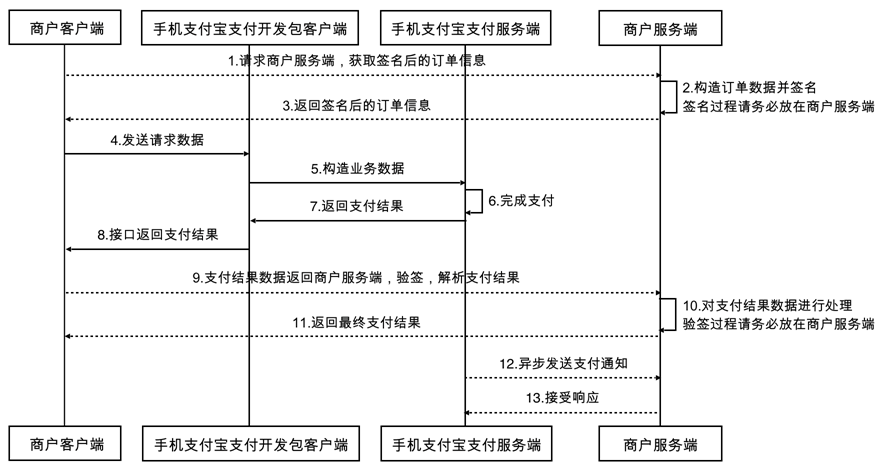 商户客户端
手机支付宝支付开发包客户端
手机支付宝支付服务端
商户服务端
1.请求商户服务端，获取签名后的订单信息
2.构造订单数据并签名
签名过程请务必放在商户服务端
3.返回签名后的订单信息
4.发送请求数据
5.构造业务数据
6.完成支付
7.返回支付结果
8.接口返回支付结果
9.支付结果数据返回商户服务端，验签，解析支付结果
10.对支付结果数据进行处理
验签过程请务必放在商户服务端
11.返回最终支付结果
12.异步发送支付通知
13.接受响应
商户客户端
手机支付宝支付开发包客户端
手机支付宝支付服务端
商户服务端